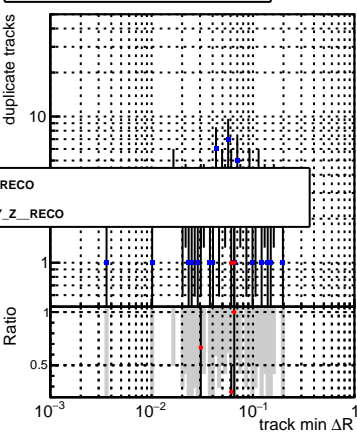 duplicate tracks
10
RECO
Y_Z__RECO
1
Ratio
1
0.5
10−3 10−2 10−1 1
track min ΔR